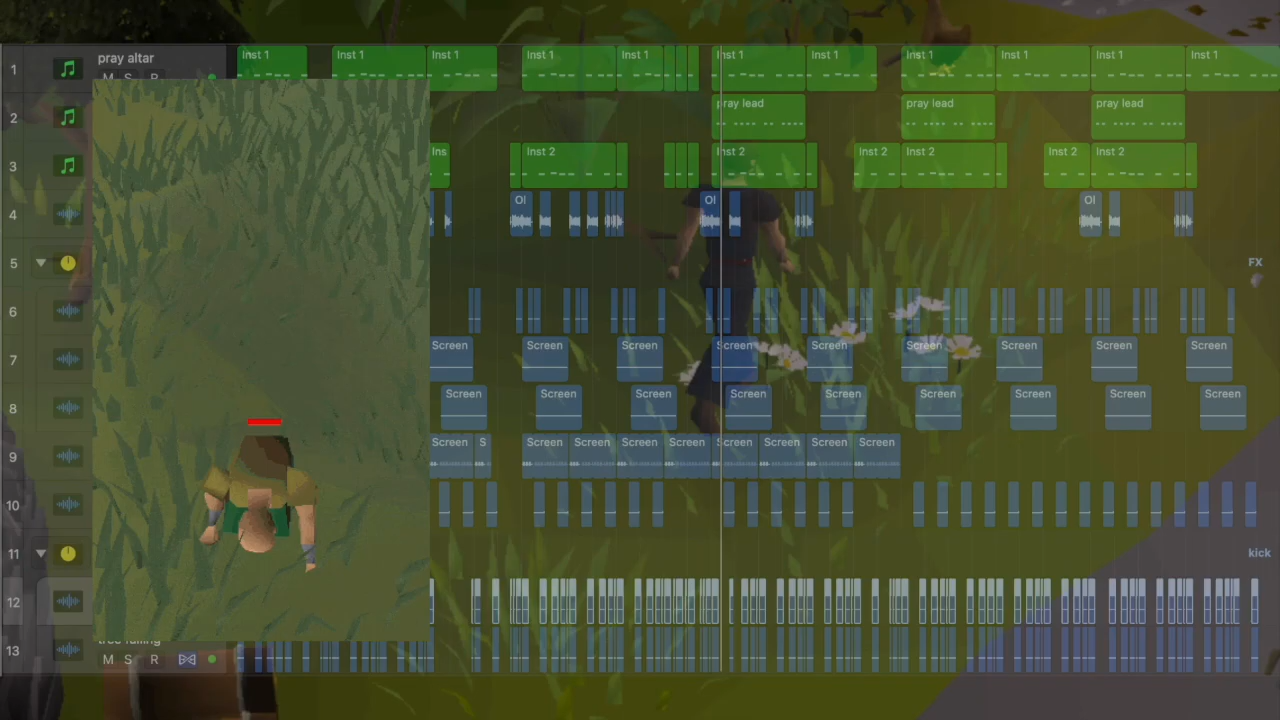 1 pray altar Inst 1 Inst 1 Inst 1 Inst 1 Inst 1 Inst 1 Inst 1 Inst 1 Inst 1 Inst 1 Inst 1
M S R
2 pray lead pray lead pray lead
3 Ins Inst 2 Inst 2 Inst 2 Inst 2 Inst 2 Inst 2
4 Ol Ol Ol
5 FX
6
7 Screen Screen Screen Screen Screen Screen Screen Screen Screen
8 Screen Screen Screen Screen Screen Screen Screen Screen Screen
9 Screen S Screen Screen Screen Screen Screen Screen Screen Screen
10
11 kick
12
13
M S R